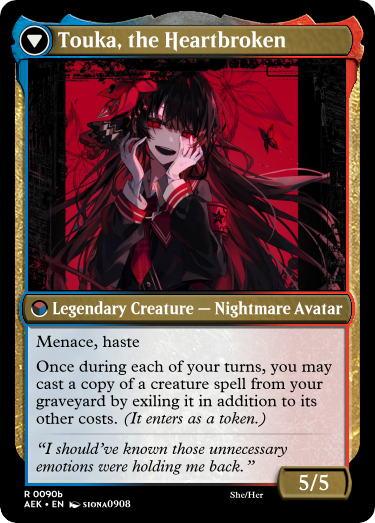 Touka, the Heartbroken
Legendary Creature — Nightmare Avatar
Menace, haste
Once during each of your turns, you may
cast a copy of a creature spell from your
graveyard by exiling it in addition to its
other costs. (It enters as a token.)
“I should’ve known those unnecessary
emotions were holding me back.”
5/5
R 0090b
AEK • EN SIONA0908
She/Her